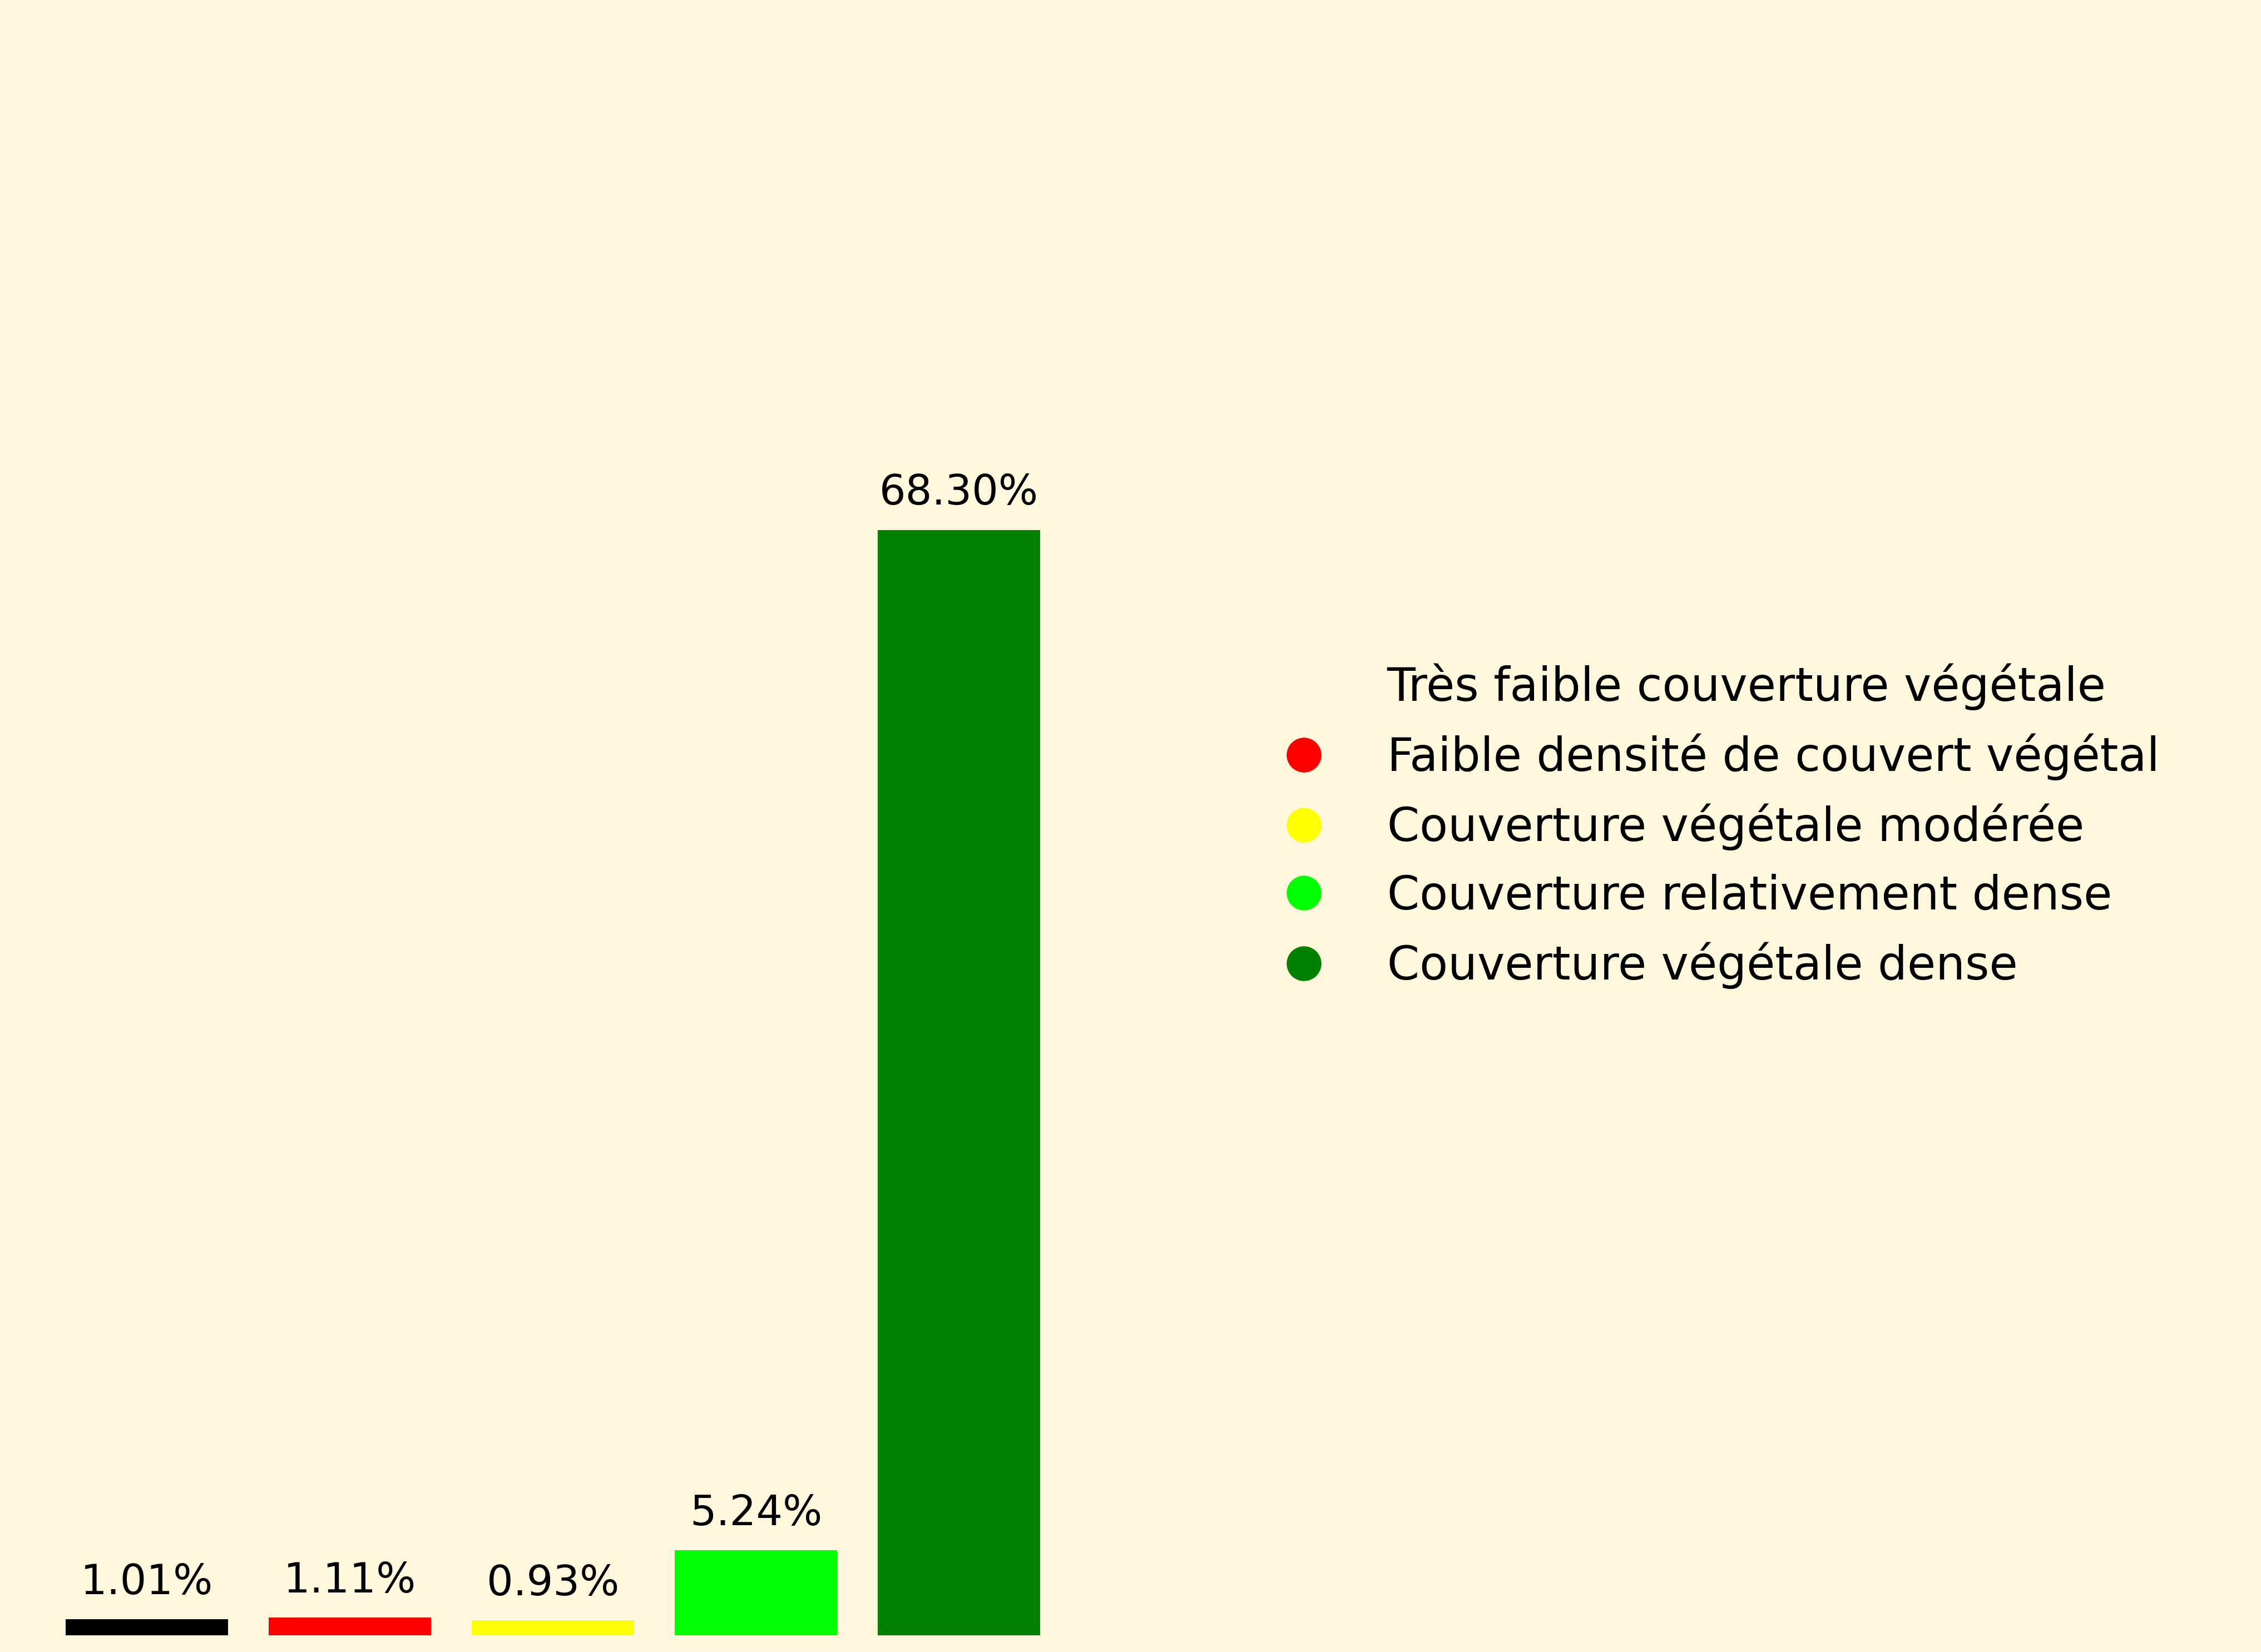 68.30%
5.24%
1.01%
1.11%
0.93%
Très faible couverture végétale
Faible densité de couvert végétal
Couverture végétale modérée
Couverture relativement dense
Couverture végétale dense